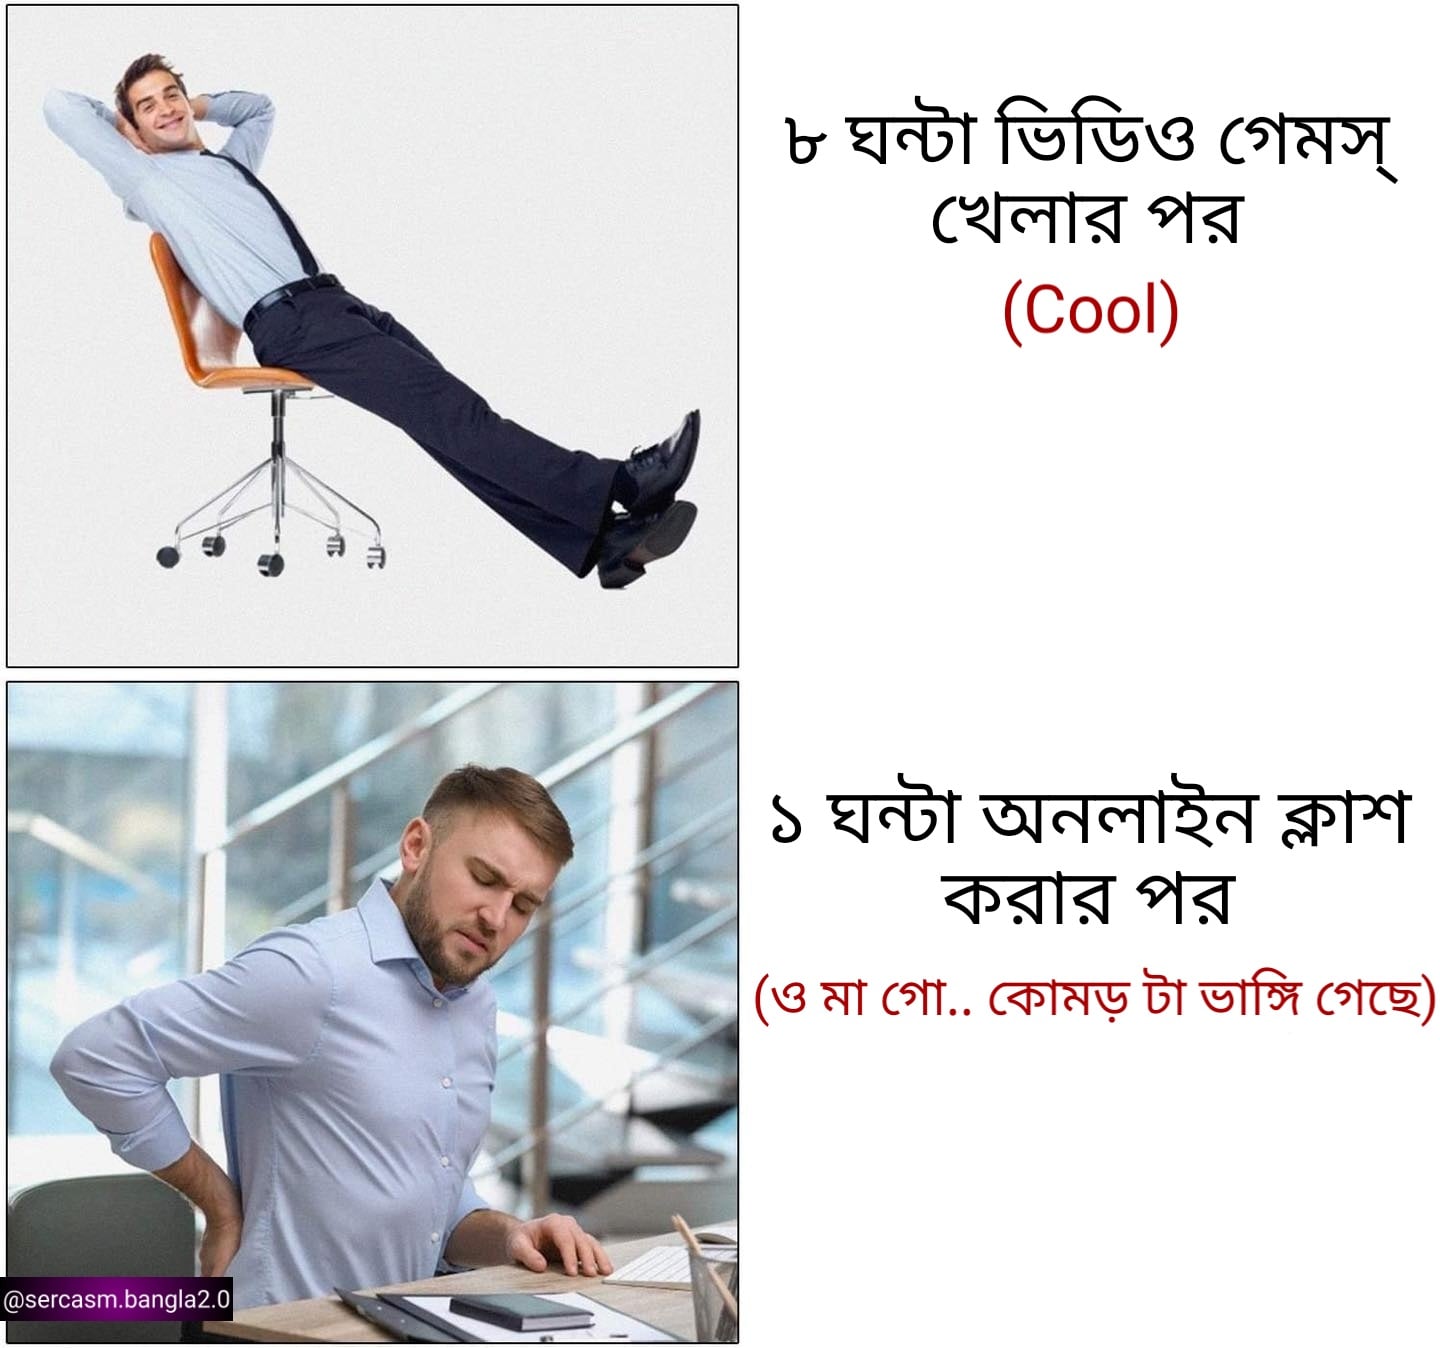 ৮ ঘন্টা ভিডিও গেমস্
খেলার পর
(Cool)
১ ঘন্টা অনলাইন ক্লাশ
করার পর
(ও মা গো.. কোমড় টা ভাঙ্গি গেছে)
@sercasm.bangla2.0